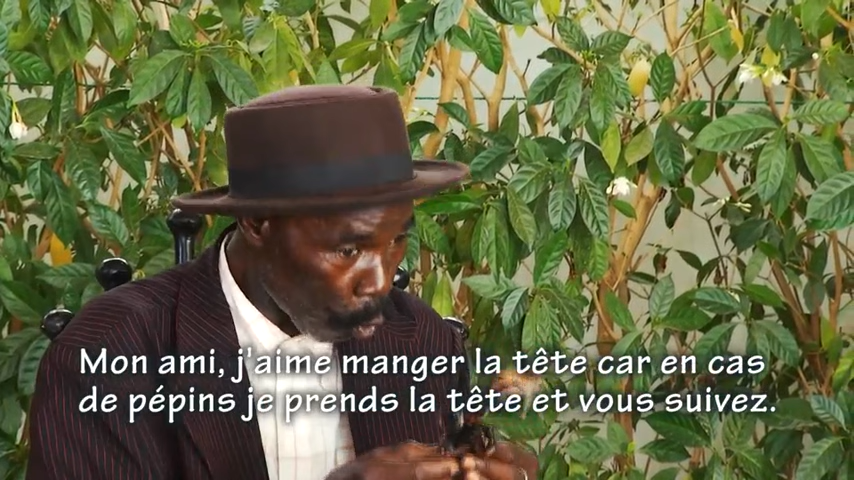 Mon ami, j'aime manger la tête car en cas
de pépins je prends la tête et vous suivez.